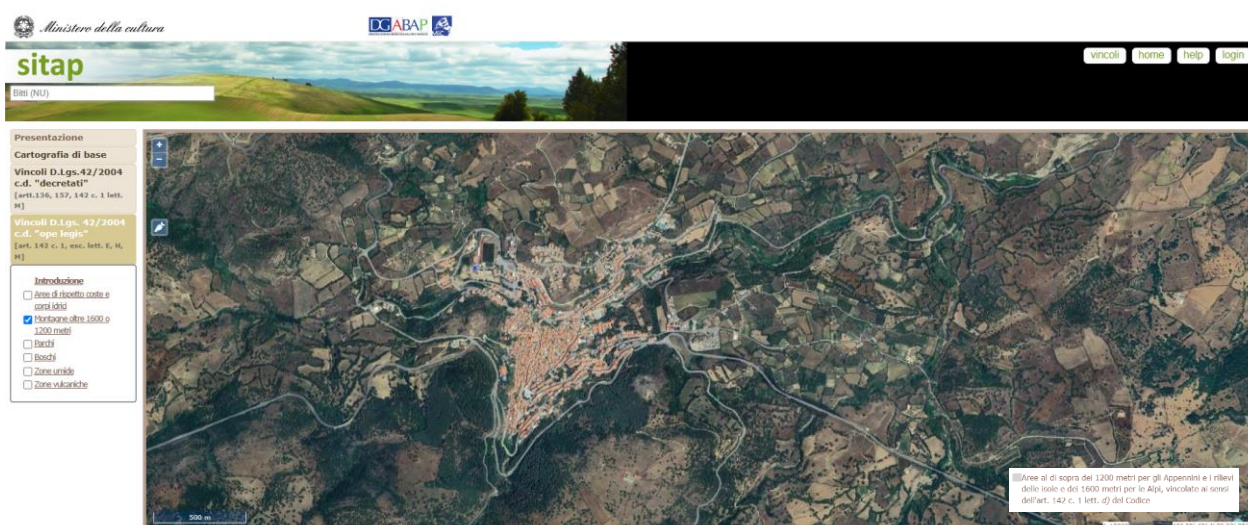 Ministero della cultura
DGABAP
sitap
vincoli
home
help
login
Bitti (NU)
Presentazione
Cartografia di base
Vincoli D.Lgs.42/2004
c.d. "decretati"
[artt.136, 157, 142 c. 1 lett.
M]
Vincoli D.Lgs. 42/2004
c.d. "ope legis"
[art. 142 c. 1, esc. lett. E, H,
M]
Introduzione
Aree di rispetto coste e
corpi idrici
Montagne oltre 1600 o
1200 metri
Parchi
Boschi
Zone umide
Zone vulcaniche
+
−
500 m
Aree al di sopra dei 1200 metri per gli Appennini e i rilievi
delle isole e dei 1600 metri per le Alpi, vincolate ai sensi
dell'art. 142 c. 1 lett. d) del Codice